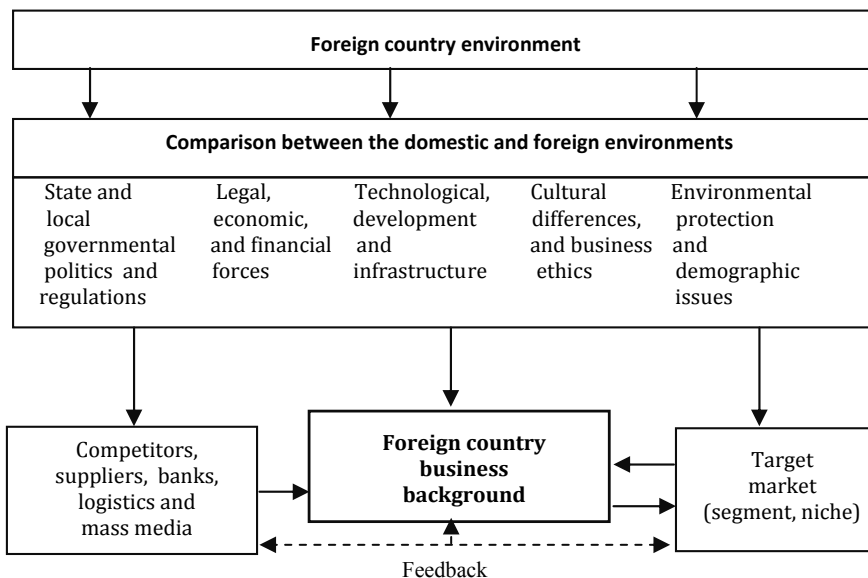 Foreign country environment
Comparison between the domestic and foreign environments
State and
local
governmental
politics and
regulations
Legal,
economic,
and financial
forces
Technological,
development
and
infrastructure
Cultural
differences,
and business
ethics
Environmental
protection
and
demographic
issues
Competitors,
suppliers, banks,
logistics and
mass media
Foreign country
business
background
Target
market
(segment, niche)
Feedback